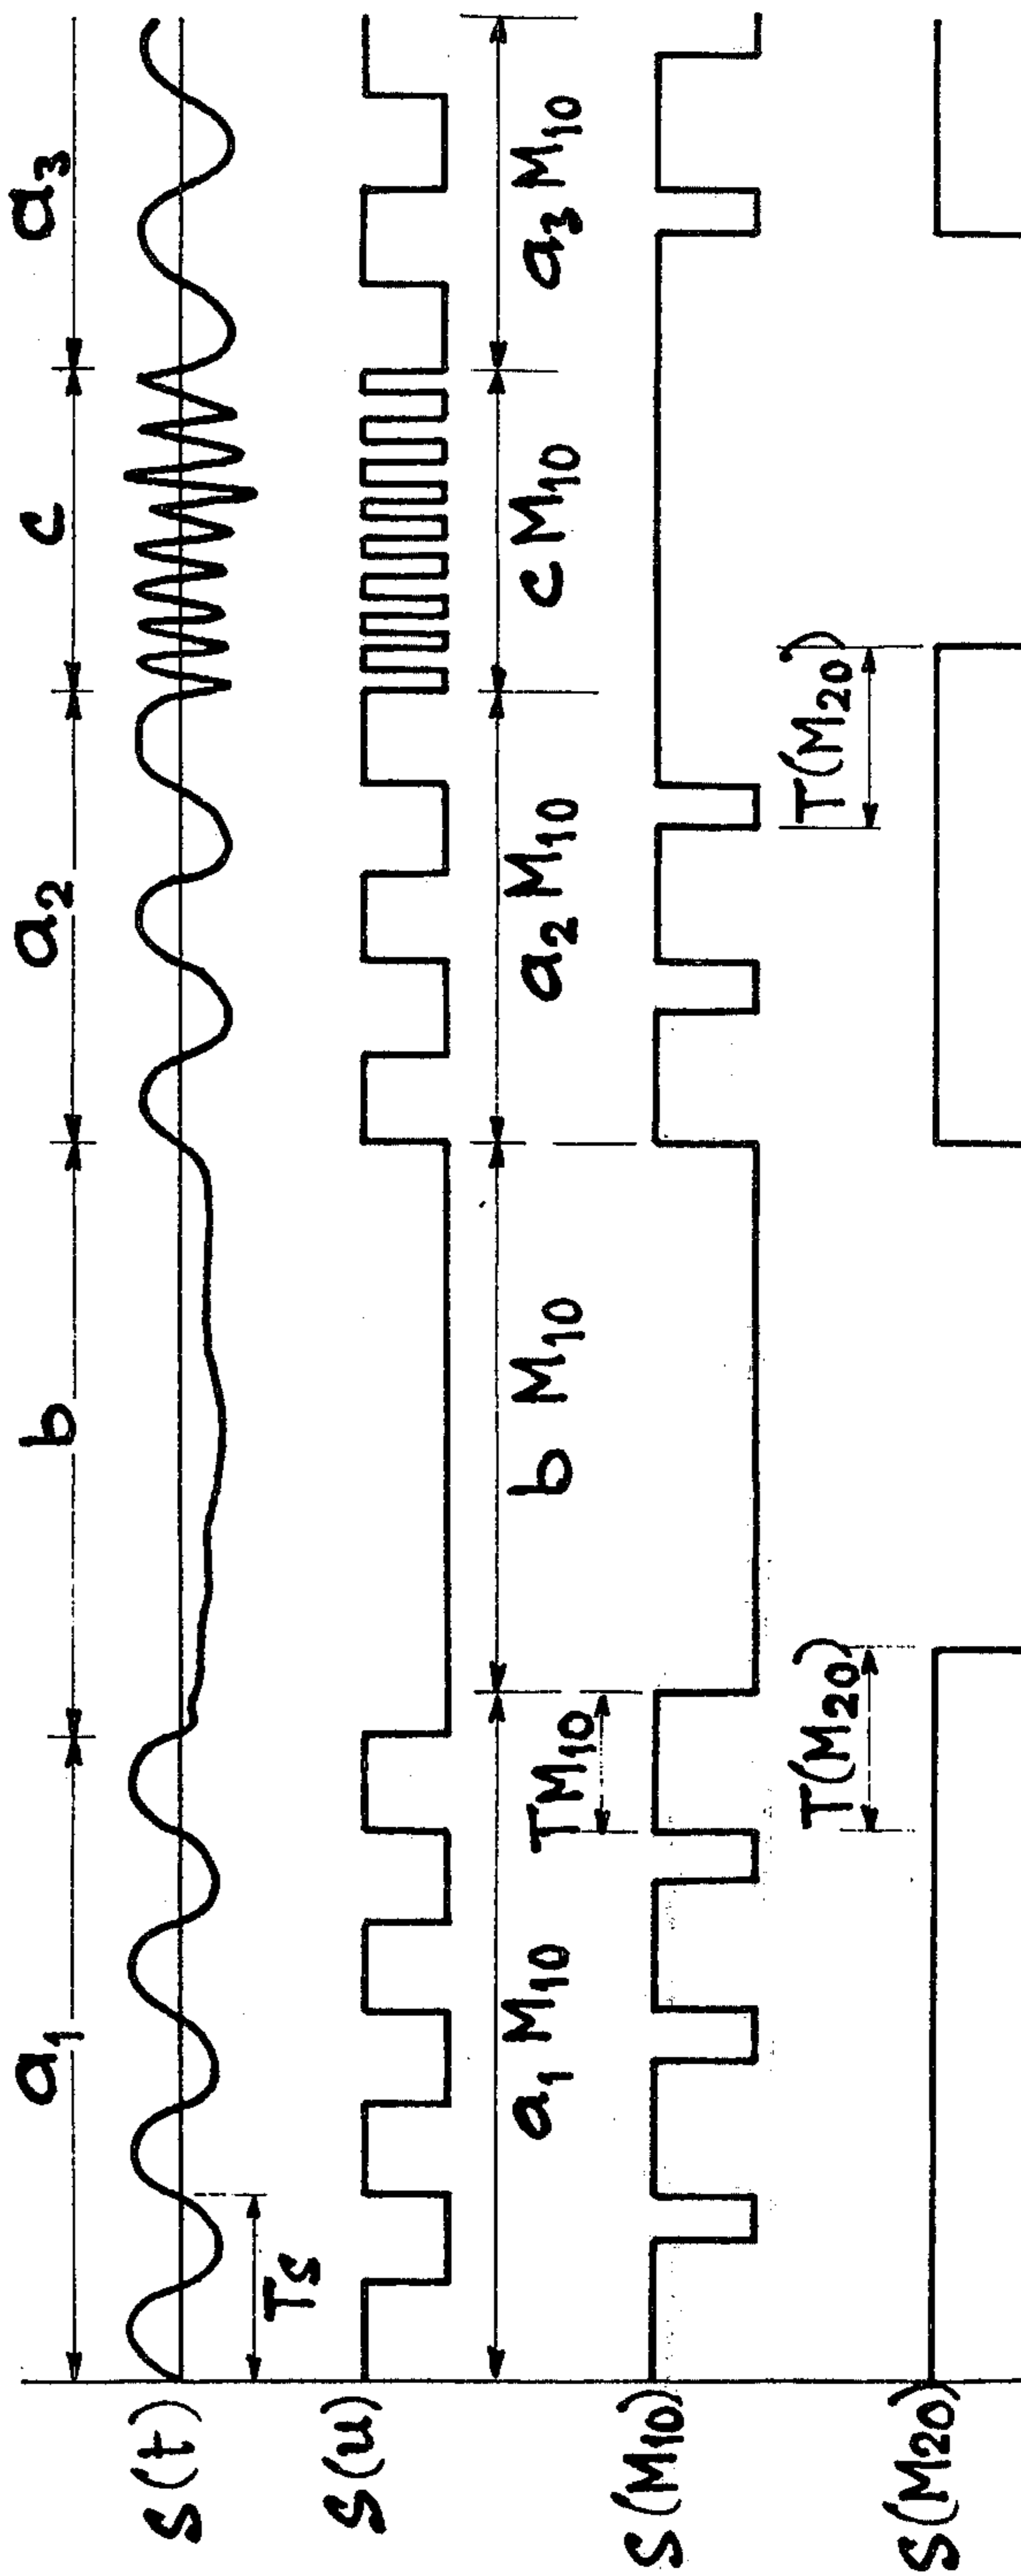 a₁ b a₂ c a₃
S(t)
Ts
S(u)
a₁ M₁₀ b M₁₀ a₂ M₁₀ c M₁₀ a₃ M₁₀
TM₁₀
S(M₁₀)
T(M₂₀) T(M₂₀)
S(M₂₀)